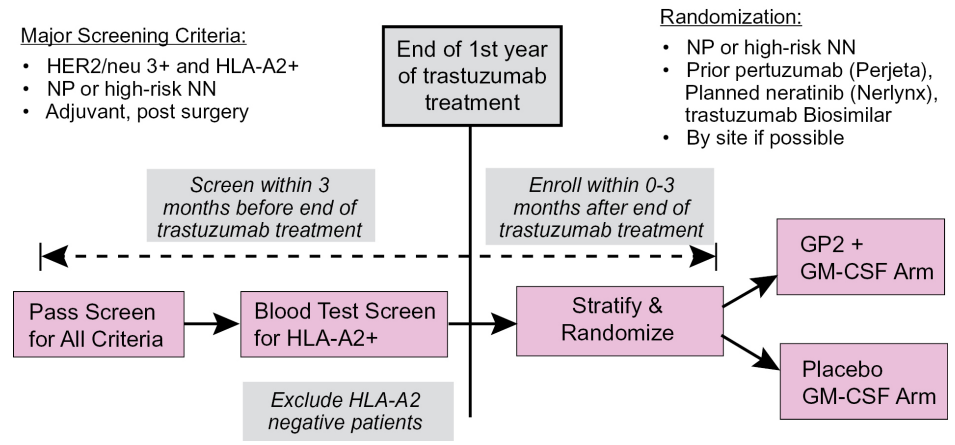 Major Screening Criteria:
• HER2/neu 3+ and HLA-A2+
• NP or high-risk NN
• Adjuvant, post surgery
End of 1st year
of trastuzumab
treatment
Randomization:
• NP or high-risk NN
• Prior pertuzumab (Perjeta),
Planned neratinib (Nerlynx),
trastuzumab Biosimilar
• By site if possible
Screen within 3
months before end of
trastuzumab treatment
Enroll within 0-3
months after end of
trastuzumab treatment
Pass Screen
for All Criteria
Blood Test Screen
for HLA-A2+
Stratify &
Randomize
GP2 +
GM-CSF Arm
Placebo
GM-CSF Arm
Exclude HLA-A2
negative patients